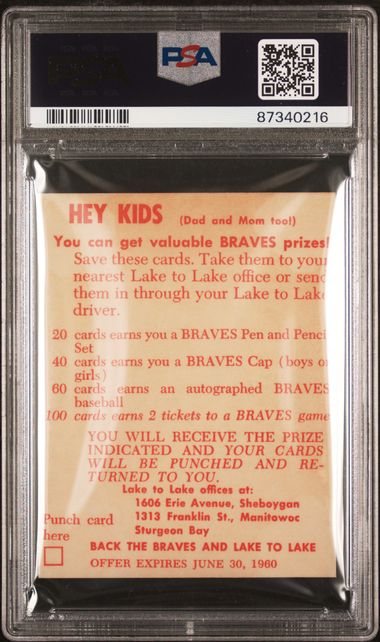 PSA
87340216
HEY KIDS (Dad and Mom too!)
You can get valuable BRAVES prizes!
Save these cards. Take them to your
nearest Lake to Lake office or send
them in through your Lake to Lake
driver.
20 cards earns you a BRAVES Pen and Pencil
Set
40 cards earns you a BRAVES Cap (boys or
girls)
60 cards earns an autographed BRAVES
baseball
100 cards earns 2 tickets to a BRAVES game
YOU WILL RECEIVE THE PRIZE
INDICATED AND YOUR CARDS
WILL BE PUNCHED AND RE-
TURNED TO YOU.
Lake to Lake offices at:
1606 Erie Avenue, Sheboygan
1313 Franklin St., Manitowoc
Sturgeon Bay
Punch card
here
BACK THE BRAVES AND LAKE TO LAKE
OFFER EXPIRES JUNE 30, 1960